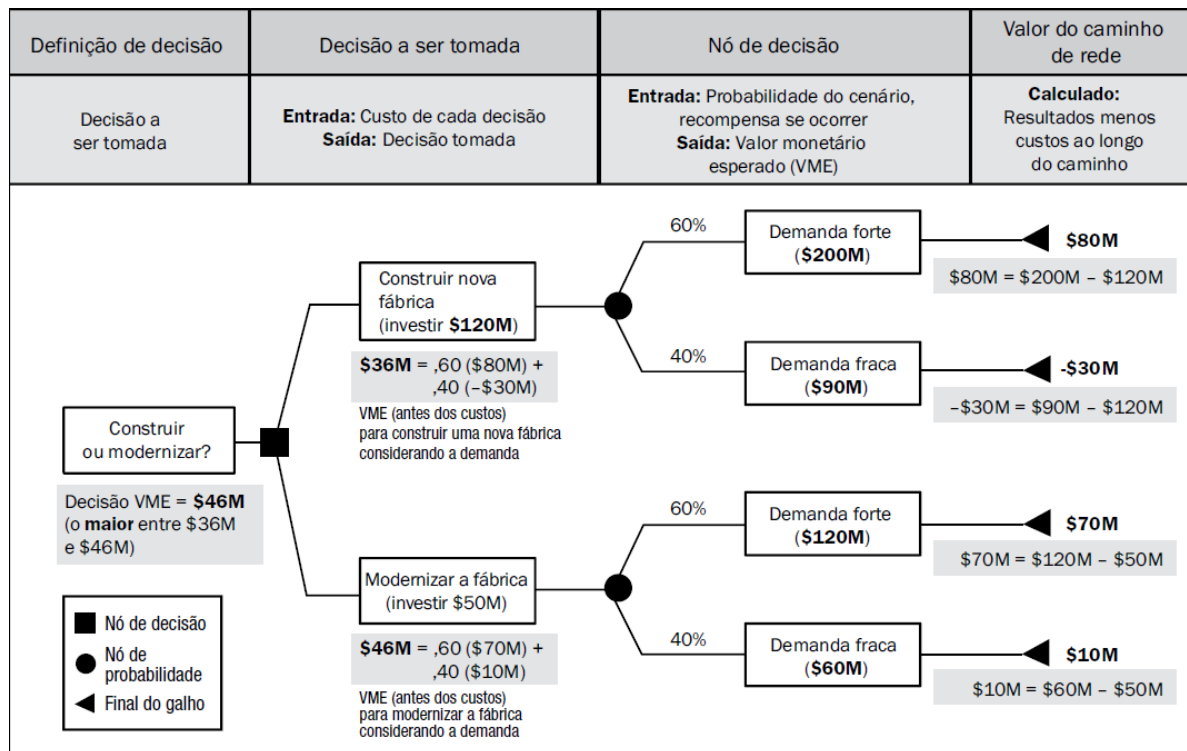 Definição de decisão
Decisão a ser tomada
Nó de decisão
Valor do caminho
de rede
Decisão a
ser tomada
Entrada: Custo de cada decisão
Saída: Decisão tomada
Entrada: Probabilidade do cenário,
recompensa se ocorrer
Saída: Valor monetário
esperado (VME)
Calculado:
Resultados menos
custos ao longo
do caminho
Construir
ou modernizar?
Decisão VME = $46M
(o maior entre $36M
e $46M)
Construir nova
fábrica
(investir $120M)
$36M = ,60 ($80M) +
,40 (–$30M)
VME (antes dos custos)
para construir uma nova fábrica
considerando a demanda
60%
Demanda forte
($200M)
$80M
$80M = $200M – $120M
40%
Demanda fraca
($90M)
-$30M
–$30M = $90M – $120M
Modernizar a fábrica
(investir $50M)
$46M = ,60 ($70M) +
,40 ($10M)
VME (antes dos custos)
para modernizar a fábrica
considerando a demanda
60%
Demanda forte
($120M)
$70M
$70M = $120M – $50M
40%
Demanda fraca
($60M)
$10M
$10M = $60M – $50M
Nó de decisão
Nó de
probabilidade
Final do galho